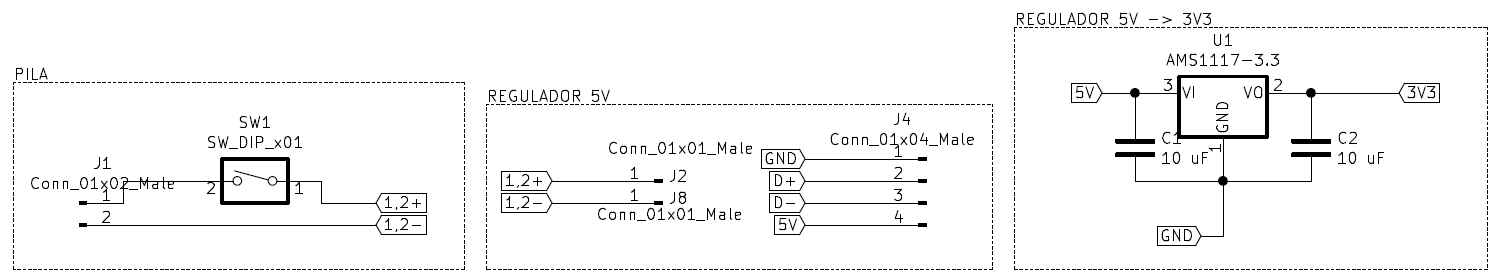 PILA
SW1
SW_DIP_x01
J1
Conn_01x02_Male
2
1
1
2
1,2+
1,2-
REGULADOR 5V
Conn_01x01_Male
1,2+
1
J2
1,2-
1
J8
Conn_01x01_Male
J4
Conn_01x04_Male
GND
1
D+
2
D-
3
5V
4
REGULADOR 5V -> 3V3
U1
AMS1117-3.3
5V
3
VI
VO
2
3V3
GND
1
C1
10 uF
C2
10 uF
GND